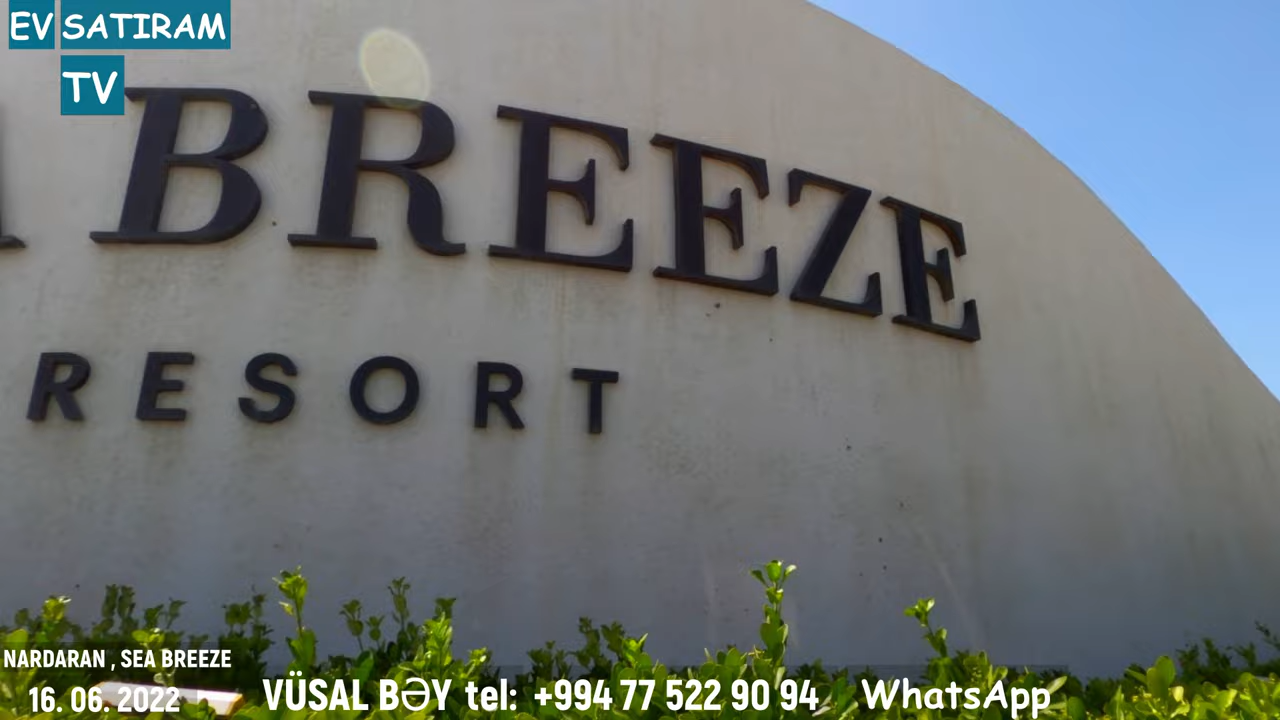 EV SATIRAM
TV
BREEZE
RESORT
NARDARAN , SEA BREEZE
16. 06. 2022
VÜSAL BƏY tel: +994 77 522 90 94 WhatsApp